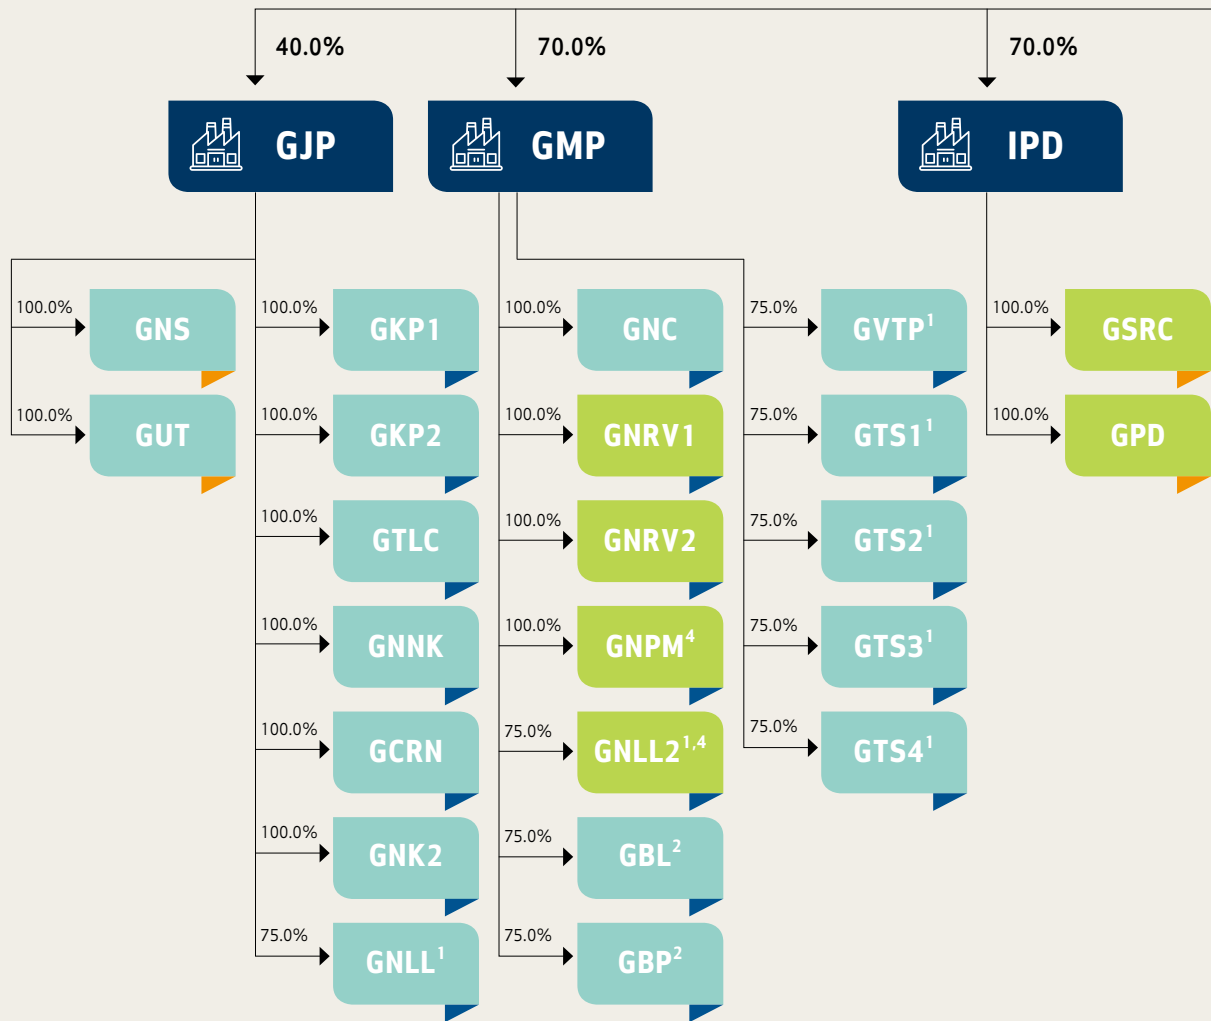 40.0%
70.0%
70.0%
GJP
GMP
IPD
100.0%
GNS
100.0%
GUT
100.0%
GKP1
100.0%
GKP2
100.0%
GTLC
100.0%
GNNK
100.0%
GCRN
100.0%
GNK2
75.0%
GNLL¹
100.0%
GNC
100.0%
GNRV1
100.0%
GNRV2
100.0%
GNPM⁴
75.0%
GNLL2¹,⁴
75.0%
GBL²
75.0%
GBP²
75.0%
GVTP¹
75.0%
GTS1¹
75.0%
GTS2¹
75.0%
GTS3¹
75.0%
GTS4¹
100.0%
GSRC
100.0%
GPD